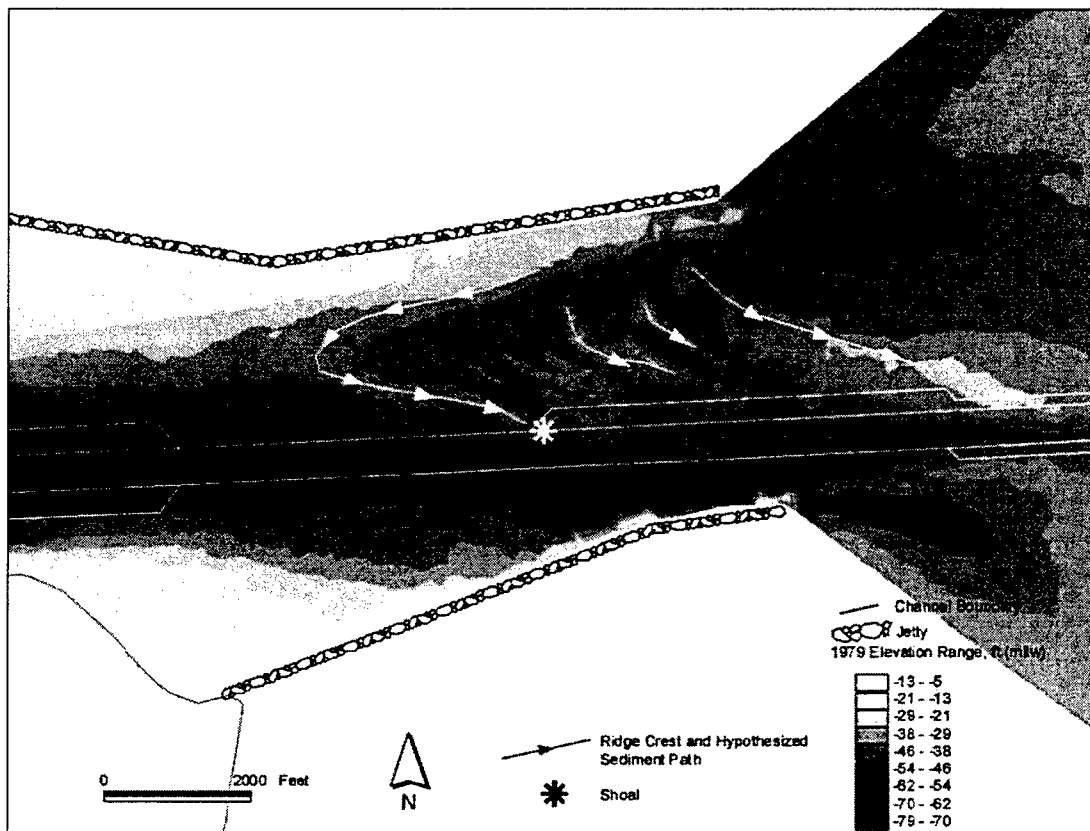 Channel Boundary
Jetty
1979 Elevation Range, ft (mllw)
-13 - -5
-21 - -13
-29 - -21
-38 - -29
-46 - -38
-54 - -46
-62 - -54
-70 - -62
-79 - -70
Ridge Crest and Hypothesized
Sediment Path
Shoal
0 2000 Feet
N